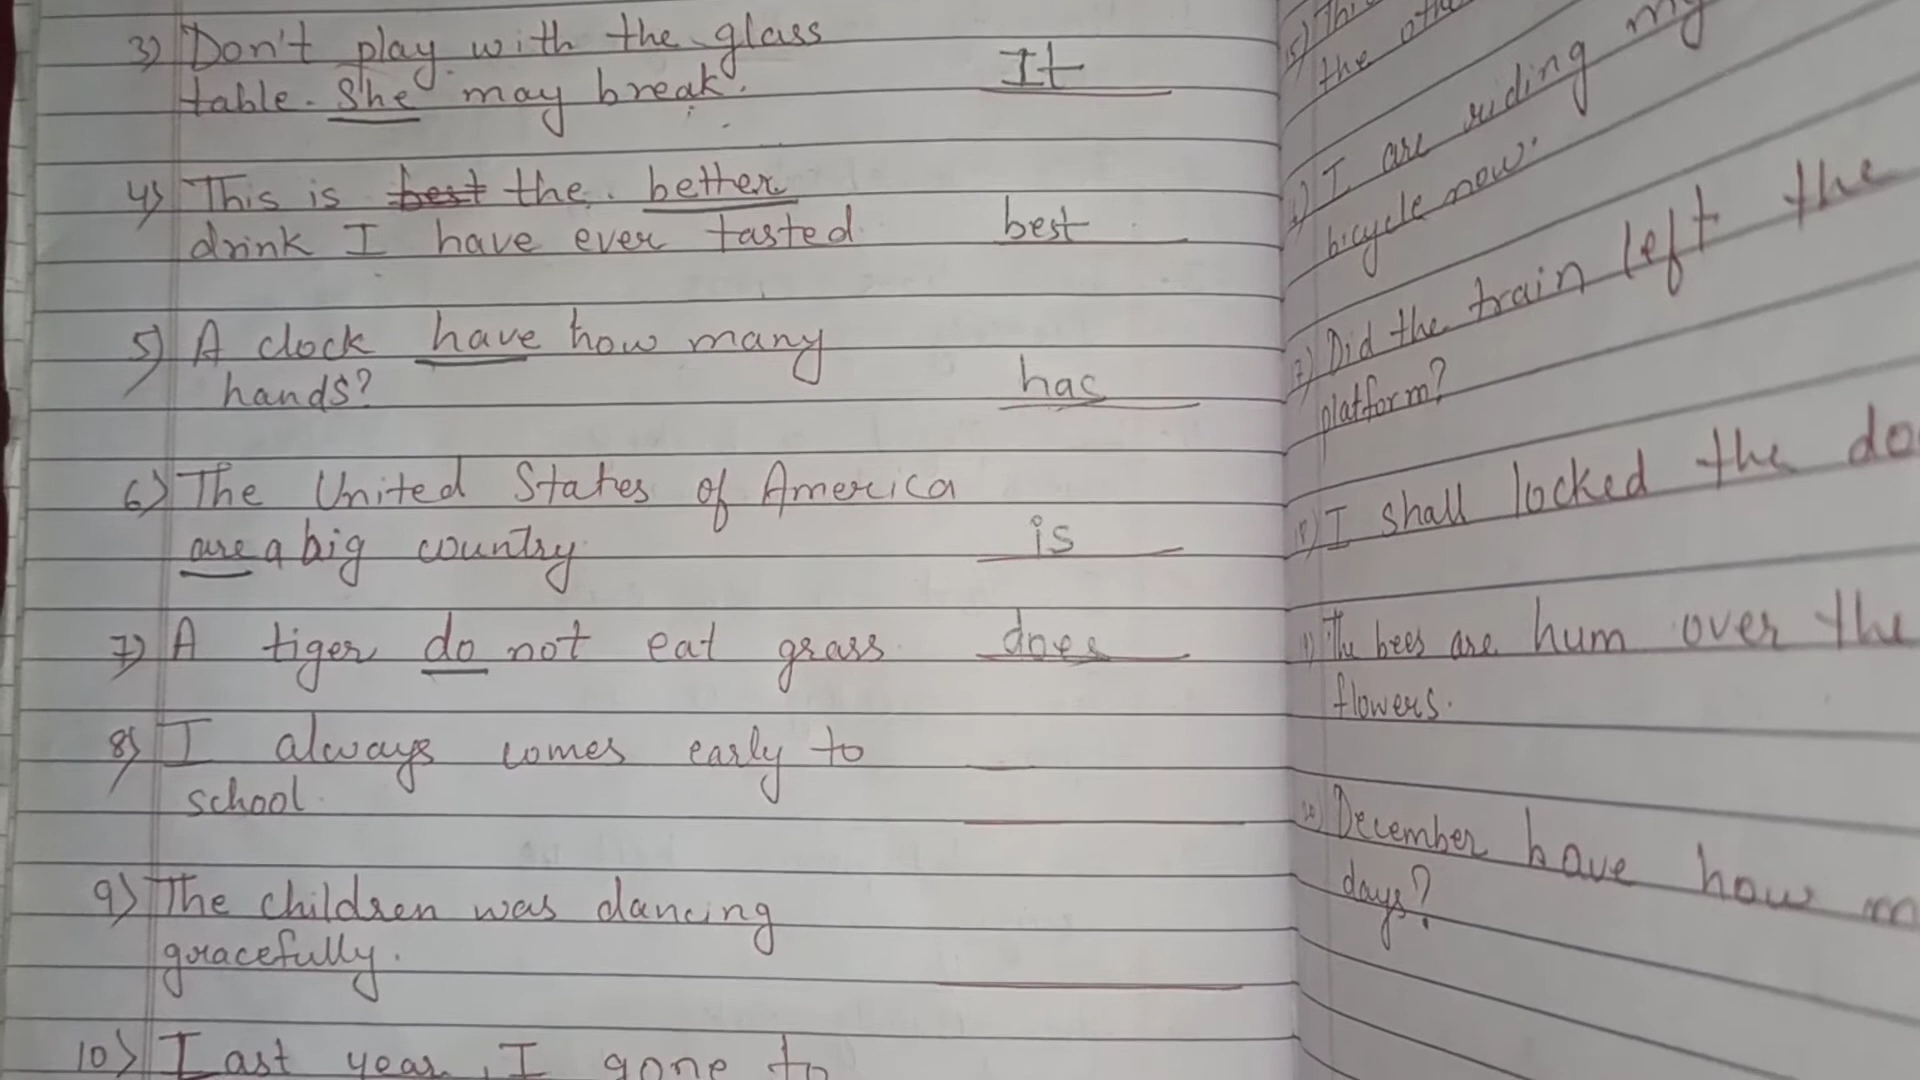 3) Don't play with the glass
table. She may break. It
4) This is best the better
drink I have ever tasted best
5) A clock have how many
hands? has
6) The United States of America
are a big country is
7) A tiger do not eat grass does
8) I always comes early to
school.
9) The children was dancing
gracefully.
10) Last year, I gone to
the
I are riding my
bicycle now.
Did the train left the
platform?
I shall locked the
The bees are hum over the
flowers.
December have how
days?